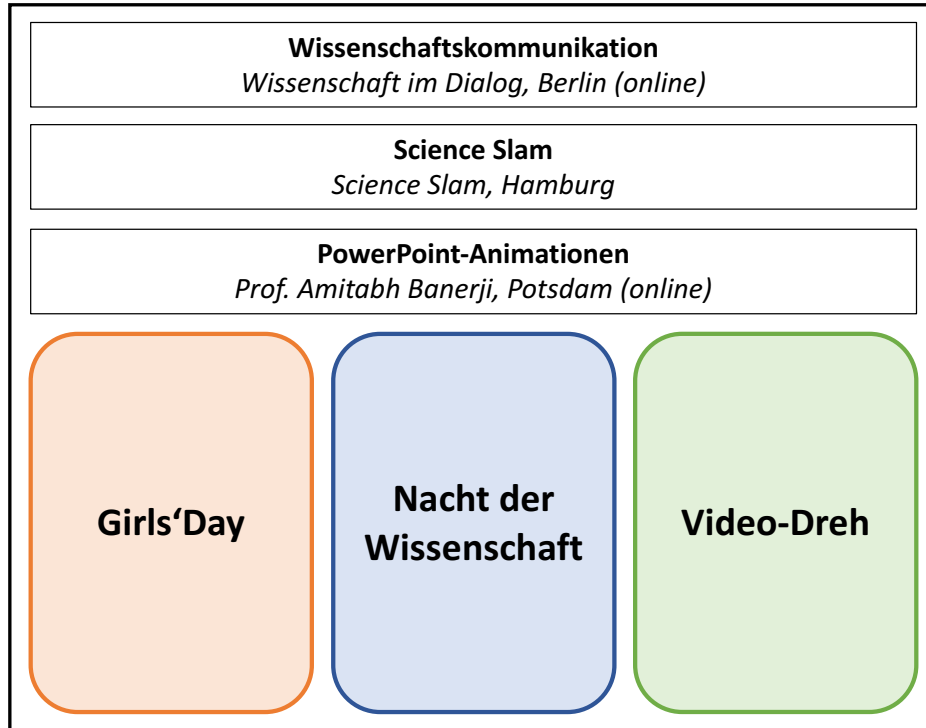 Wissenschaftskommunikation
Wissenschaft im Dialog, Berlin (online)
Science Slam
Science Slam, Hamburg
PowerPoint-Animationen
Prof. Amitabh Banerji, Potsdam (online)
Girls‘Day
Nacht der
Wissenschaft
Video-Dreh